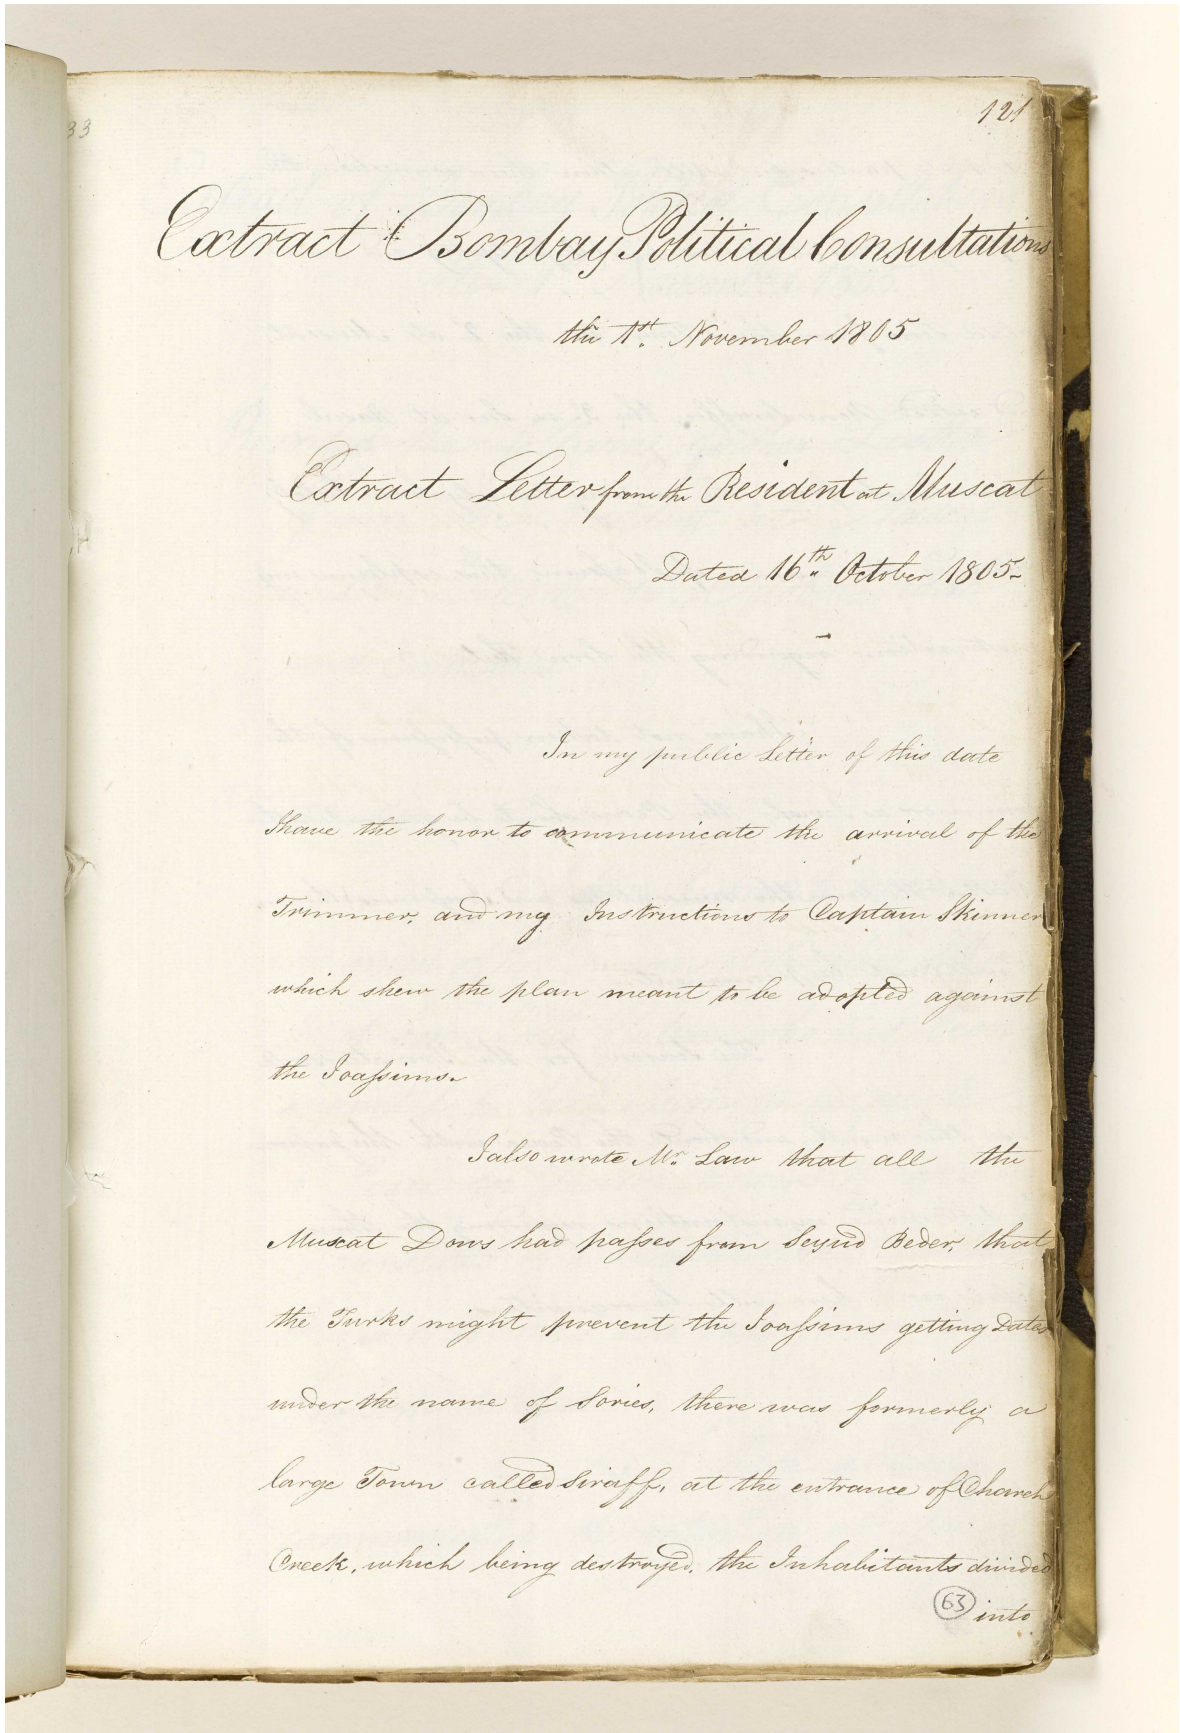 33
121
Extract Bombay Political Consultations
the 1st. November 1805
Extract Letter from the Resident at Muscat
Dated 16th October 1805-
In my public Letter of this date
I have the honor to communicate the arrival of the
Trimmer, and my Instructions to Captain Skinner
which shew the plan meant to be adopted against
the Joassims.
I also wrote Mr. Law that all the
Muscat Dows had passes from Seyud Beder, that
the Turks might prevent the Joassims getting Dates
under the name of Sories, there was formerly a
large Town called Siraff, at the entrance of Charek
Creek, which being destroyed, the Inhabitants divided
63
into